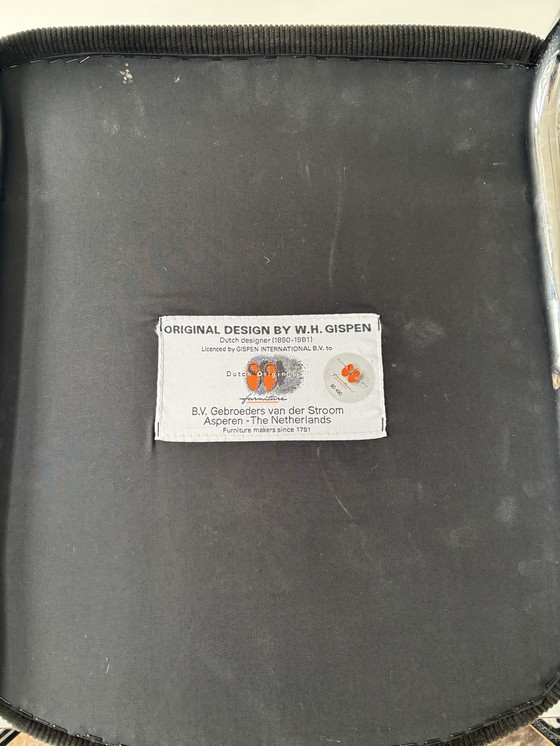 ORIGINAL DESIGN BY W.H. GISPEN
Dutch designer (1890-1981)
Licenced by GISPEN INTERNATIONAL B.V. to
Dutch Originals
furniture
B.V. Gebroeders van der Stroom
Asperen -The Netherlands
Furniture makers since 1791